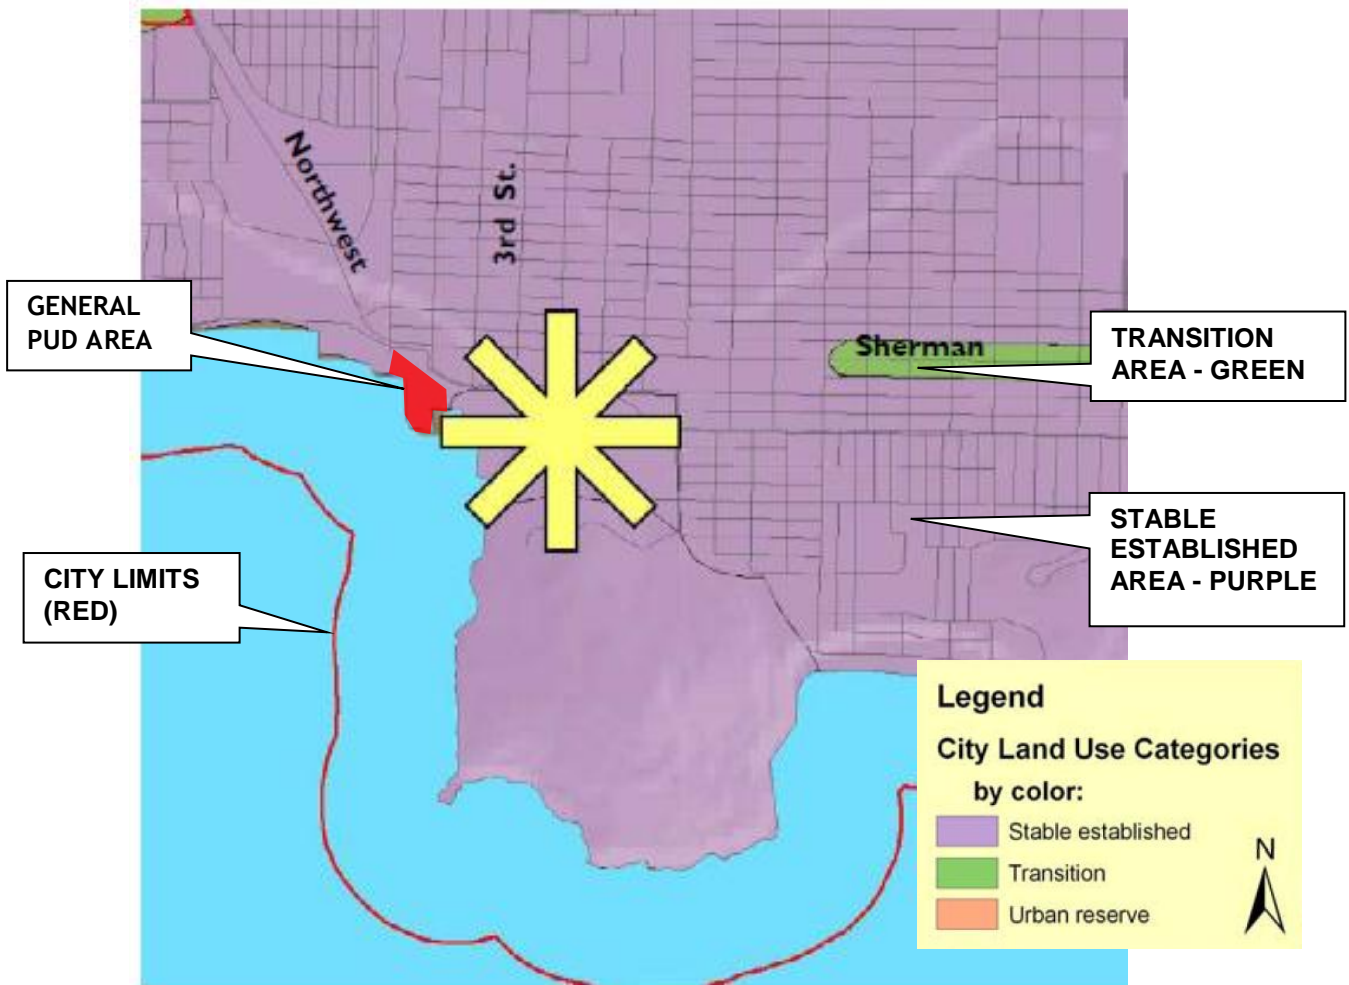 Northwest
3rd St.
GENERAL
PUD AREA
Sherman
TRANSITION
AREA - GREEN
STABLE
ESTABLISHED
AREA - PURPLE
CITY LIMITS
(RED)
Legend
City Land Use Categories
by color:
Stable established
Transition
Urban reserve
N